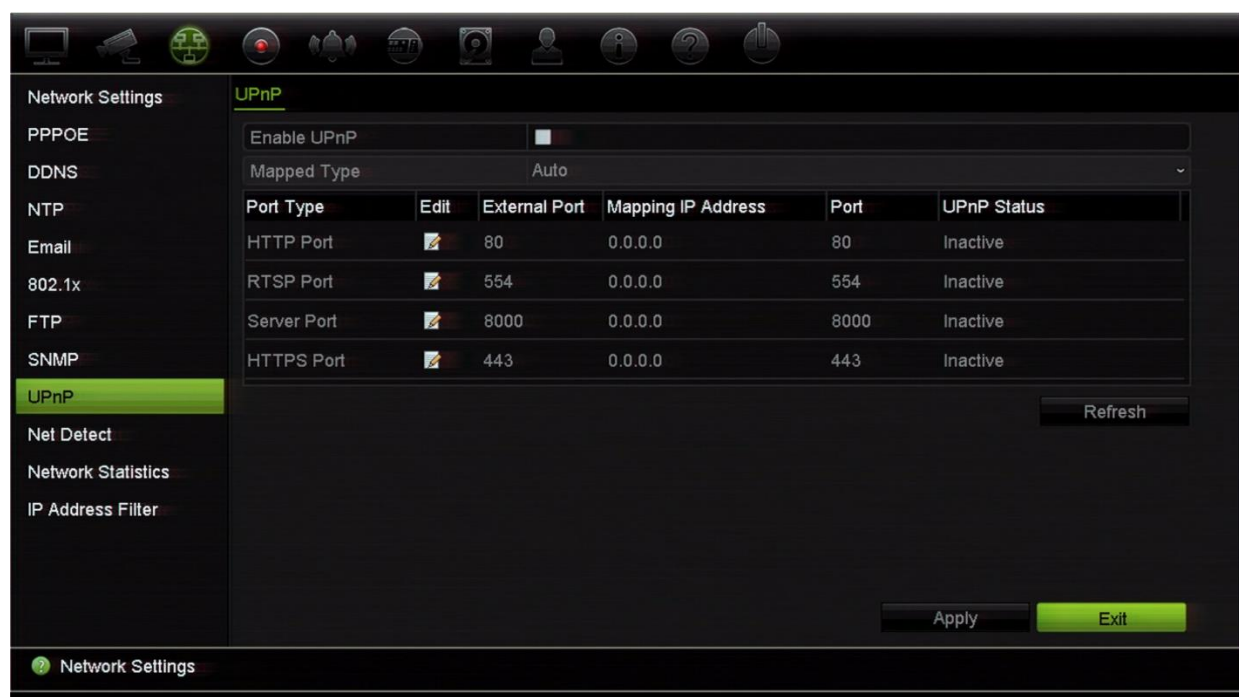 Network Settings
UPnP
PPPOE
Enable UPnP
DDNS
Mapped Type Auto
NTP
Port Type Edit External Port Mapping IP Address Port UPnP Status
Email
HTTP Port 80 0.0.0.0 80 Inactive
802.1x
RTSP Port 554 0.0.0.0 554 Inactive
FTP
Server Port 8000 0.0.0.0 8000 Inactive
SNMP
HTTPS Port 443 0.0.0.0 443 Inactive
UPnP
Refresh
Net Detect
Network Statistics
IP Address Filter
Apply Exit
Network Settings